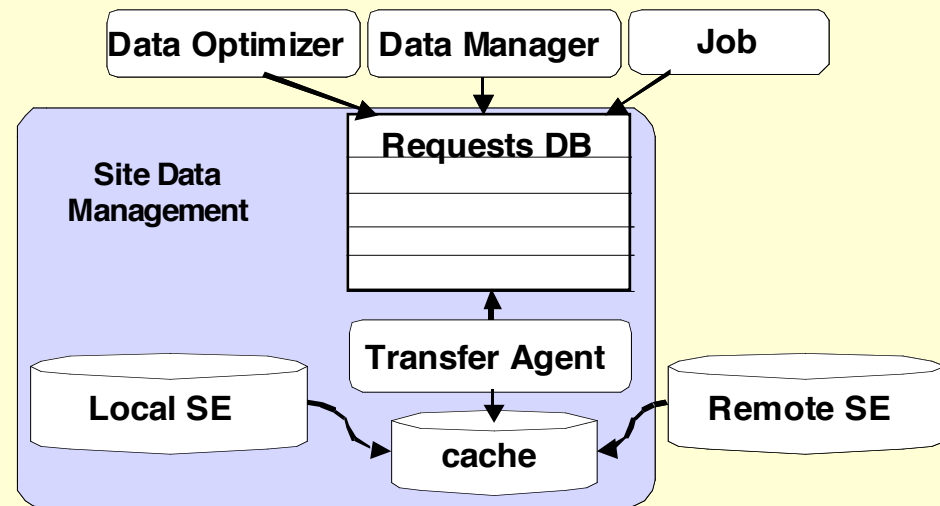 Data Optimizer
Data Manager
Job
Requests DB
Site Data
Management
Transfer Agent
Local SE
Remote SE
cache